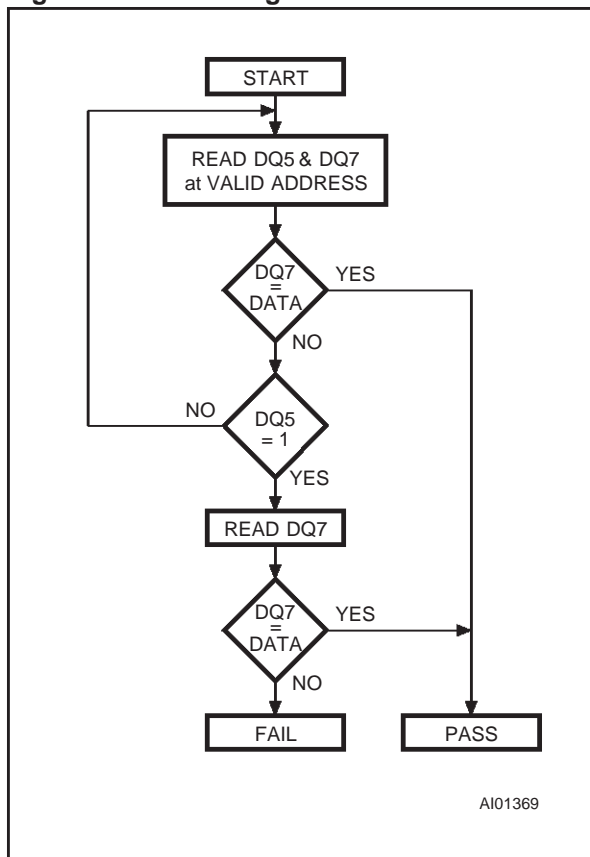 START
READ DQ5 & DQ7
at VALID ADDRESS
DQ7
=
DATA
YES
NO
DQ5
= 1
NO
YES
READ DQ7
DQ7
=
DATA
YES
NO
FAIL
PASS
AI01369